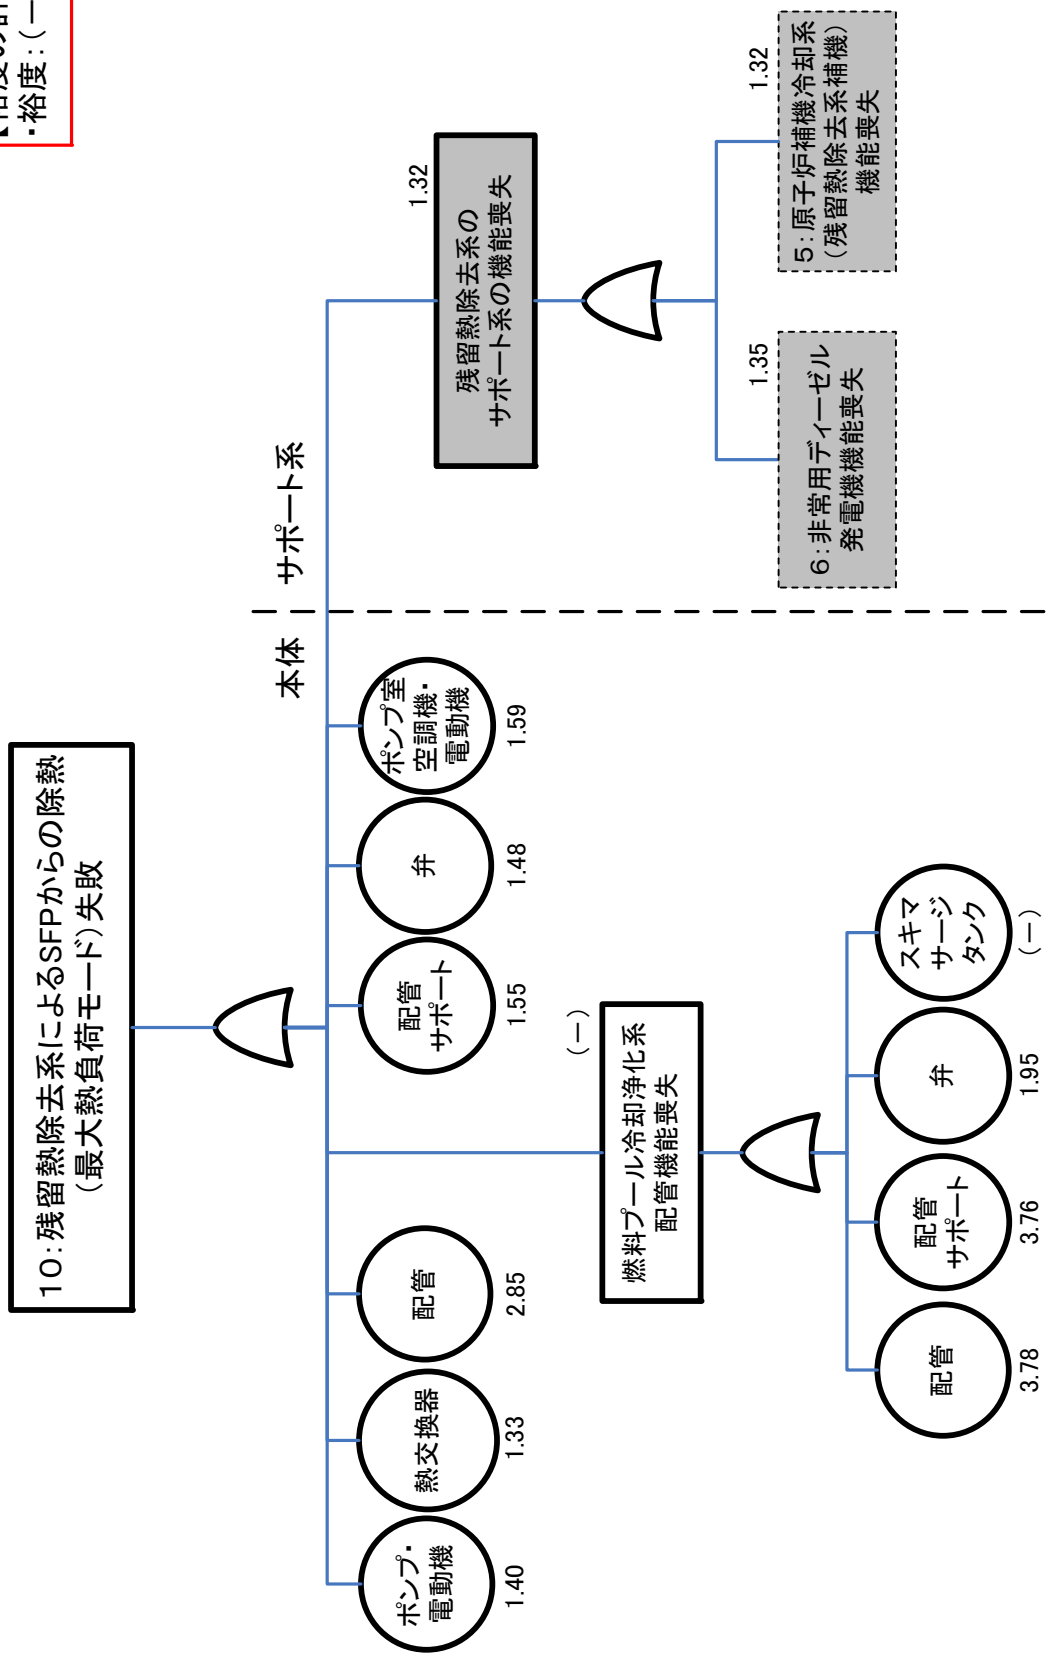 ・裕度：(－
10：残留熱除去系によるSFPからの除熱
（最大熱負荷モード）失敗
本体
サポート系
ポンプ・
電動機
1.40
熱交換器
1.33
配管
2.85
配管
サポート
1.55
弁
1.48
ポンプ室
空調機・
電動機
1.59
1.32
残留熱除去系の
サポート系の機能喪失
（－）
燃料プール冷却浄化系
配管機能喪失
配管
3.78
配管
サポート
3.76
弁
1.95
スキマ
サージ
タンク
（－）
1.35
6：非常用ディーゼル
発電機機能喪失
1.32
5：原子炉補機冷却系
（残留熱除去系補機）
機能喪失